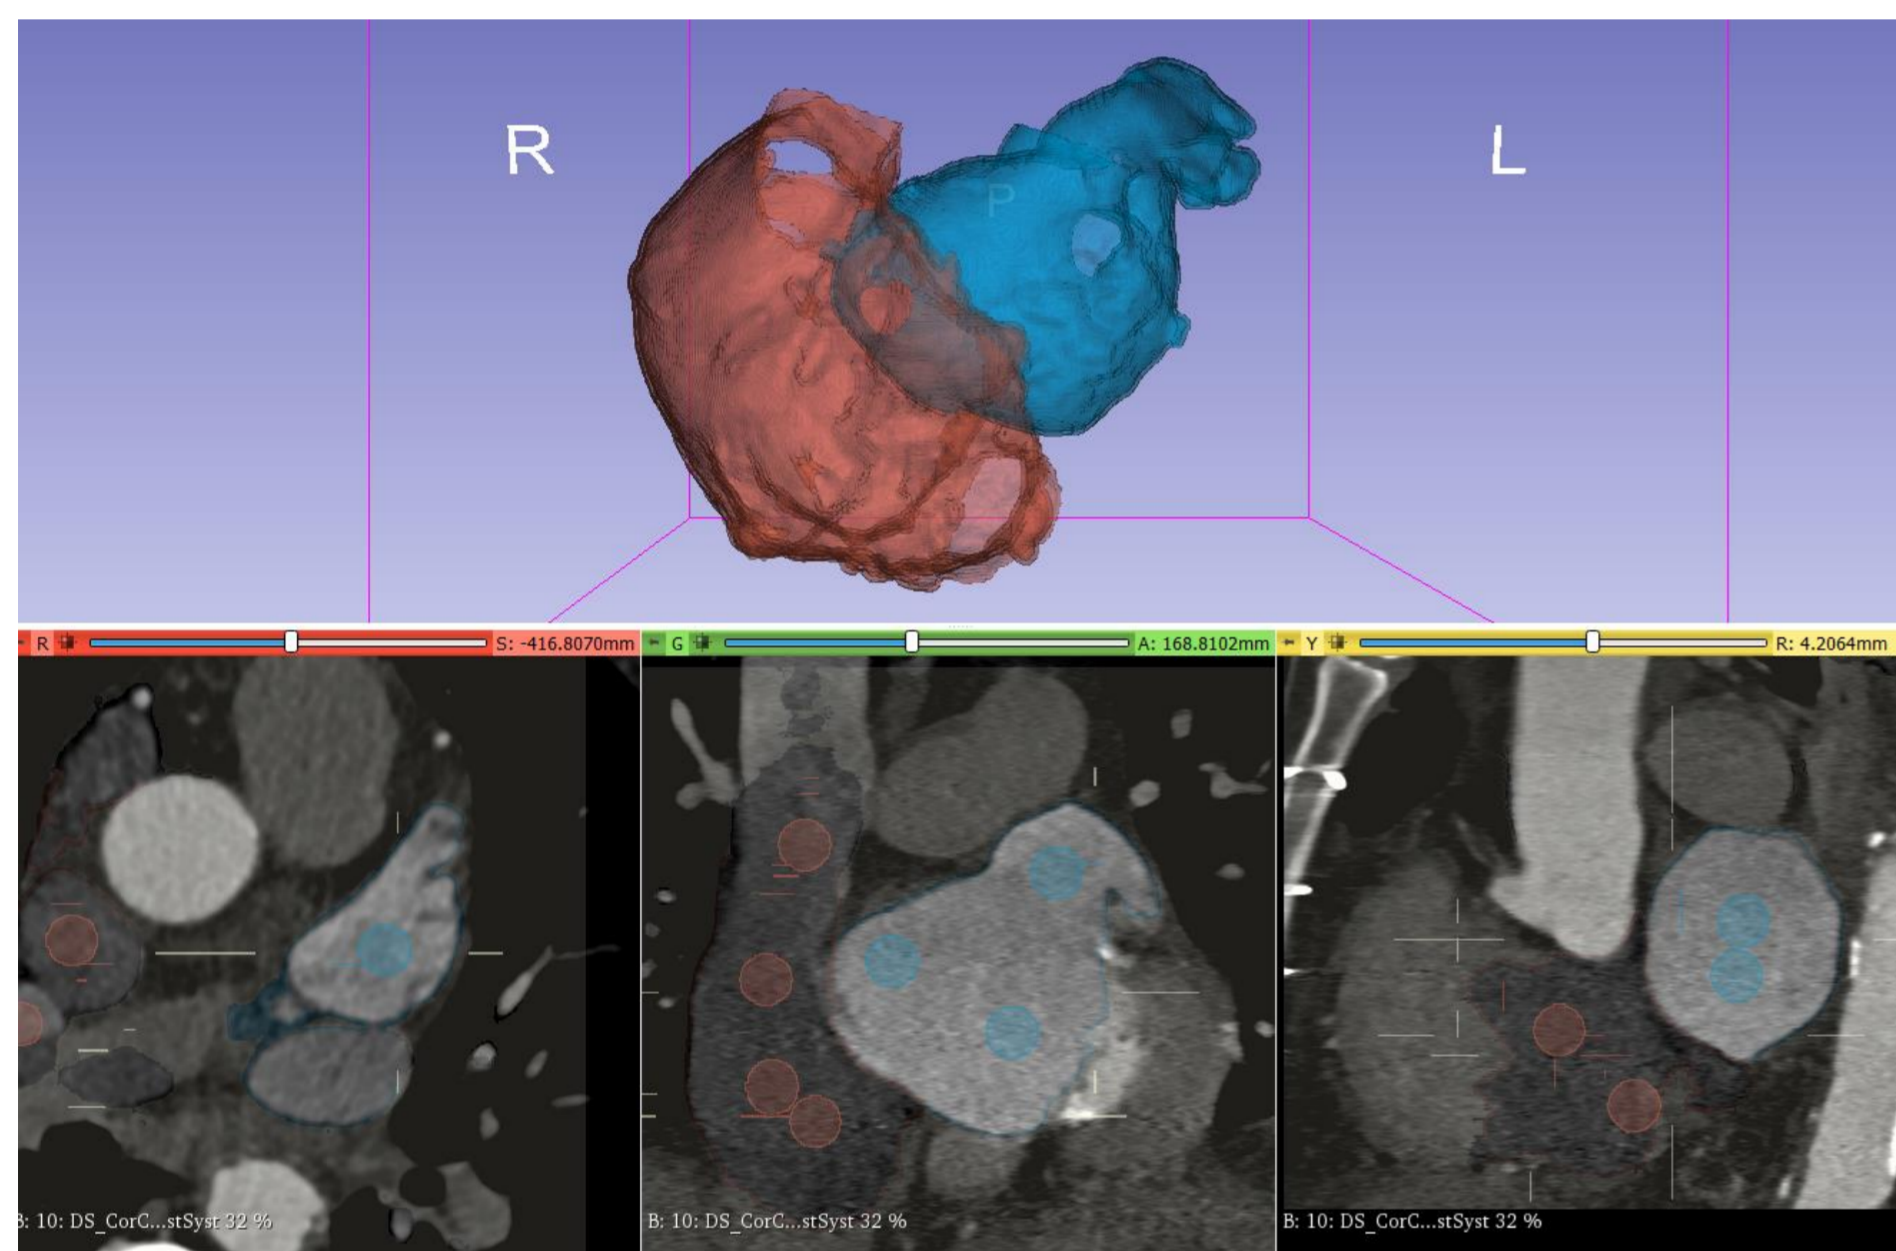 R
L
P
R
S: -416.8070mm
G
A: 168.8102mm
Y
R: 4.2064mm
B: 10: DS_CorC...stSyst 32 %
B: 10: DS_CorC...stSyst 32 %
B: 10: DS_CorC...stSyst 32 %